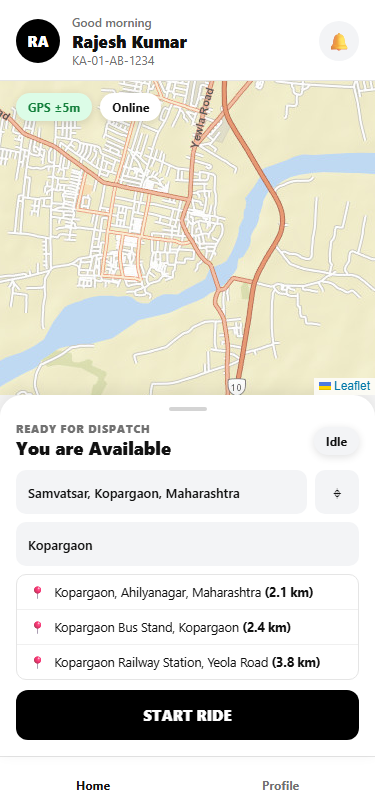 RA
Good morning
Rajesh Kumar
KA-01-AB-1234
GPS ±5m
Online
Yewla Road
10
Leaflet
READY FOR DISPATCH
You are Available
Idle
Samvatsar, Kopargaon, Maharashtra
Kopargaon
Kopargaon, Ahilyanagar, Maharashtra (2.1 km)
Kopargaon Bus Stand, Kopargaon (2.4 km)
Kopargaon Railway Station, Yeola Road (3.8 km)
START RIDE
Home
Profile